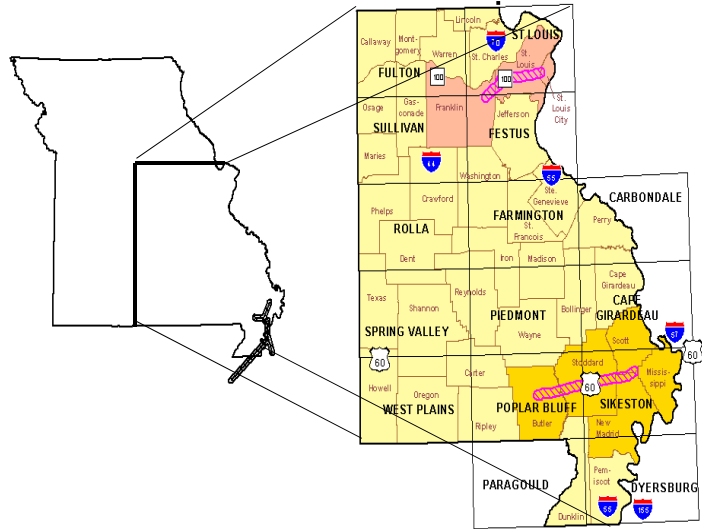 Lincoln
Callaway
Mont-
gomery
Warren
St. Charles
70
ST LOUIS
St.
Louis
FULTON
100
100
St.
Louis
City
Osage
Gas-
conade
Franklin
Jefferson
SULLIVAN
FESTUS
Maries
44
Washington
55
Ste.
Genevieve
CARBONDALE
Crawford
Phelps
FARMINGTON
Perry
ROLLA
St.
Francois
Dent
Iron
Madison
Texas
Reynolds
Cape
Girardeau
Shannon
Bollinger
CAPE
GIRARDEAU
PIEDMONT
SPRING VALLEY
Wayne
57
Scott
60
60
Stoddard
Carter
Missis-
sippi
Howell
Oregon
60
WEST PLAINS
POPLAR BLUFF
SIKESTON
Ripley
Butler
New
Madrid
PARAGOULD
Pem-
iscot
DYERSBURG
55
155
Dunklin